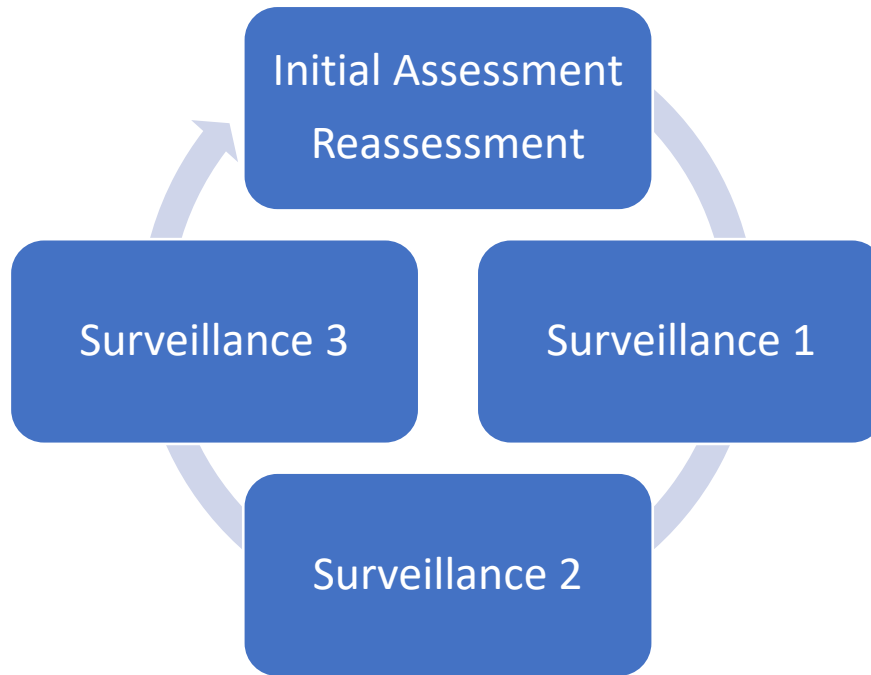 Initial Assessment
Reassessment
Surveillance 3
Surveillance 1
Surveillance 2